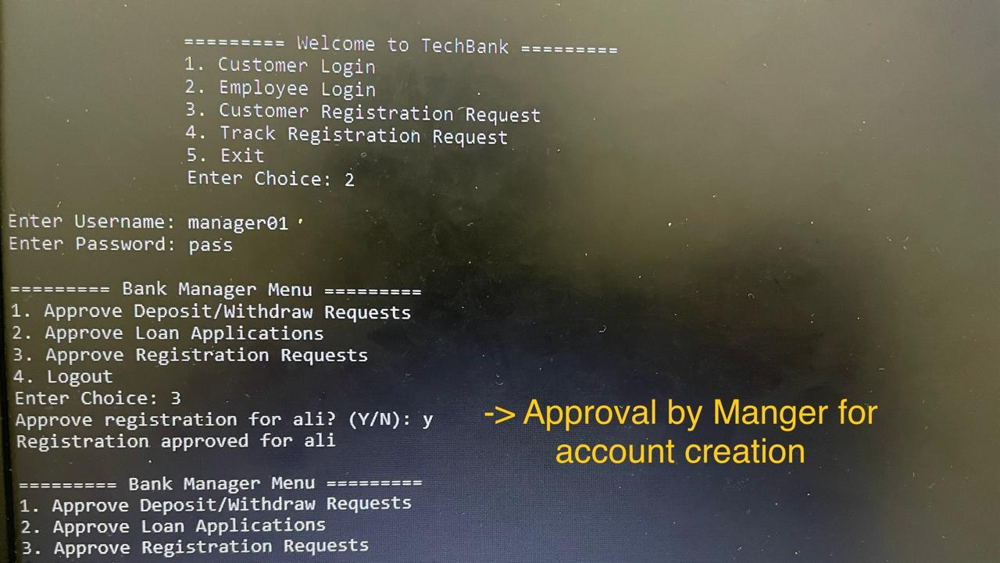 ========= Welcome to TechBank =========
1. Customer Login
2. Employee Login
3. Customer Registration Request
4. Track Registration Request
5. Exit
Enter Choice: 2
Enter Username: manager01
Enter Password: pass
========= Bank Manager Menu =========
1. Approve Deposit/Withdraw Requests
2. Approve Loan Applications
3. Approve Registration Requests
4. Logout
Enter Choice: 3
Approve registration for ali? (Y/N): y
Registration approved for ali
-> Approval by Manger for
account creation
========= Bank Manager Menu =========
1. Approve Deposit/Withdraw Requests
2. Approve Loan Applications
3. Approve Registration Requests